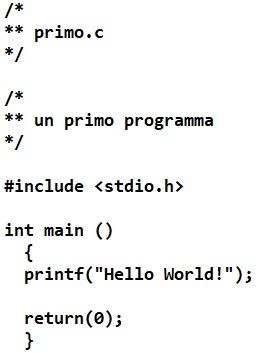 /*
** primo.c
*/

/*
** un primo programma
*/

#include <stdio.h>

int main ()
  {
  printf("Hello World!");

  return(0);
  }